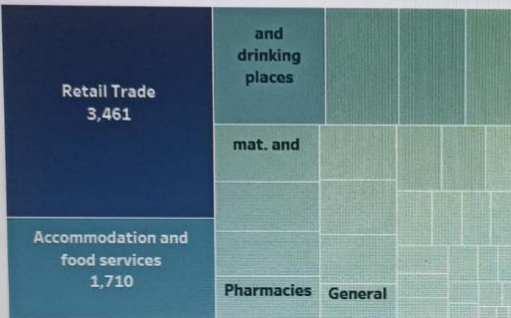 Retail Trade
3,461
Accommodation and
food services
1,710
and
drinking
places
mat. and
Pharmacies
General